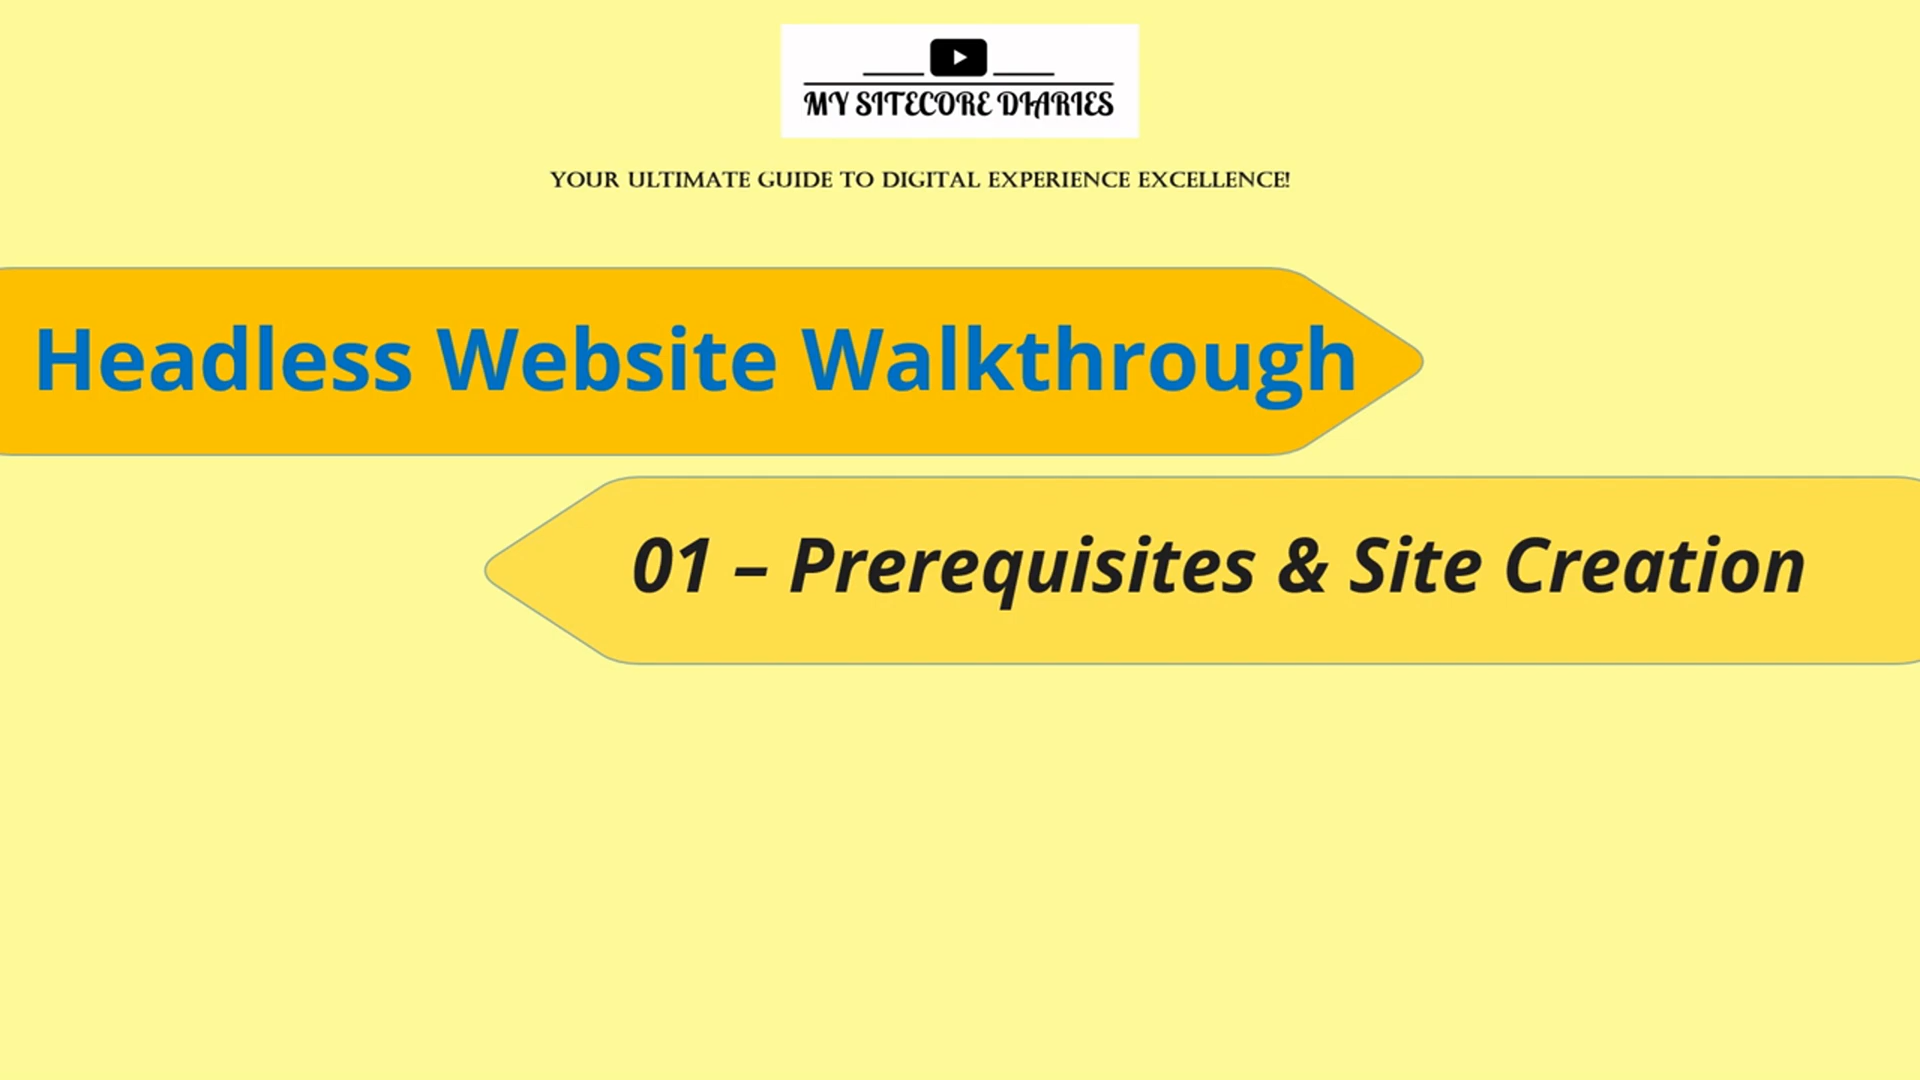 MY SITECORE DIARIES
YOUR ULTIMATE GUIDE TO DIGITAL EXPERIENCE EXCELLENCE!
Headless Website Walkthrough
01 – Prerequisites & Site Creation